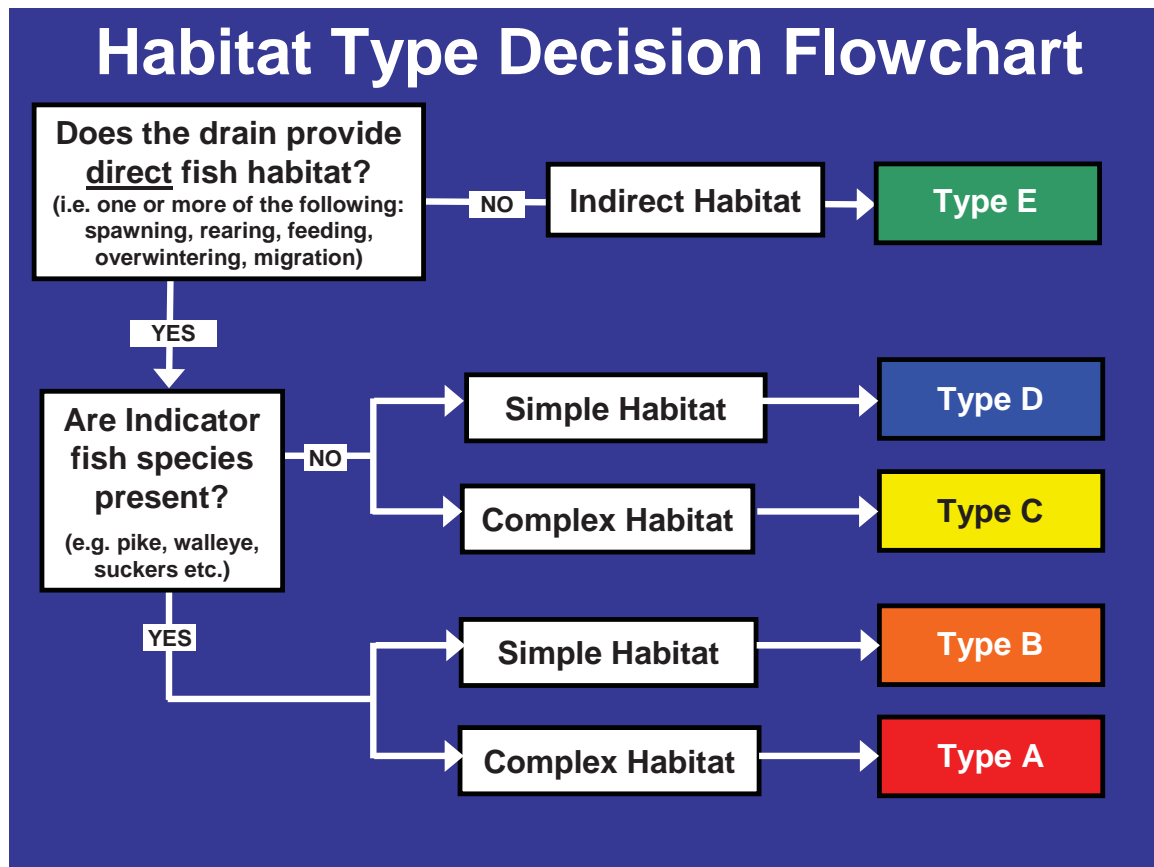 Habitat Type Decision Flowchart
Does the drain provide
direct fish habitat?
(i.e. one or more of the following:
spawning, rearing, feeding,
overwintering, migration)
NO
Indirect Habitat
Type E
YES
Are Indicator
fish species
present?
(e.g. pike, walleye,
suckers etc.)
NO
Simple Habitat
Type D
Complex Habitat
Type C
YES
Simple Habitat
Type B
Complex Habitat
Type A